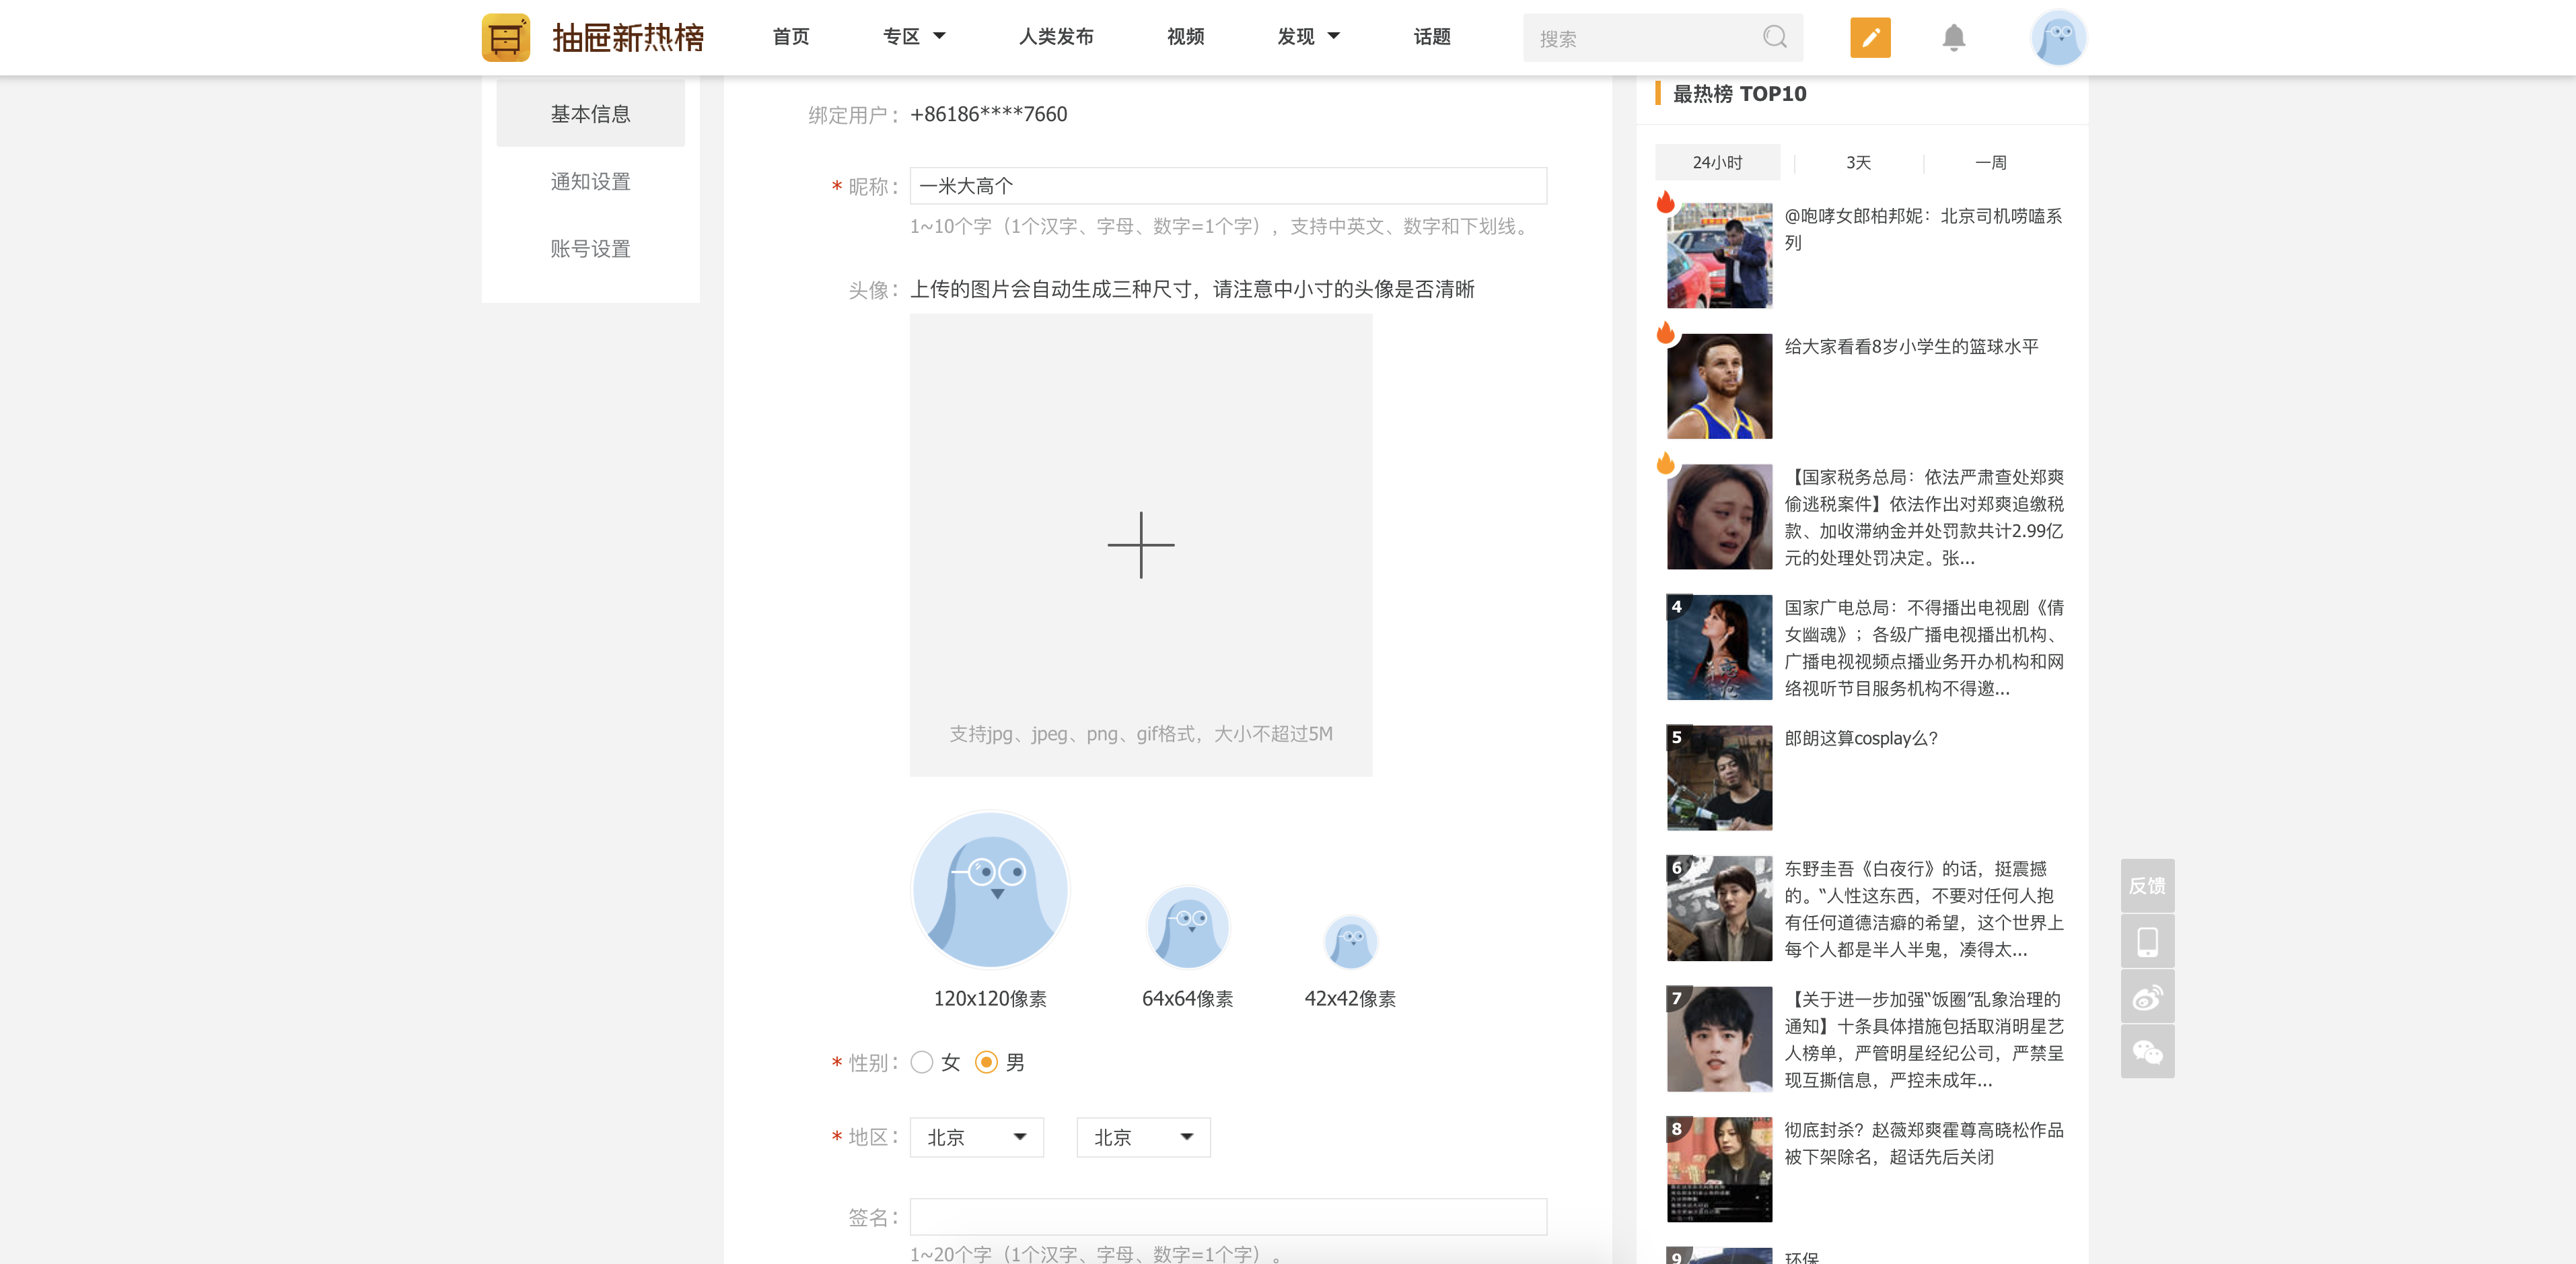 抽屉新热榜
首页
专区
人类发布
视频
发现
话题
搜索
基本信息
通知设置
账号设置
绑定用户：
+86186****7660
* 昵称：
一米大高个
1~10个字（1个汉字、字母、数字=1个字），支持中英文、数字和下划线。
头像：
上传的图片会自动生成三种尺寸，请注意中小寸的头像是否清晰
支持jpg、jpeg、png、gif格式，大小不超过5M
120x120像素
64x64像素
42x42像素
* 性别：
女
男
* 地区：
北京
北京
签名：
1~20个字（1个汉字、字母、数字=1个字）。
最热榜 TOP10
24小时
3天
一周
@咆哮女郎柏邦妮：北京司机唠嗑系
列
给大家看看8岁小学生的篮球水平
【国家税务总局：依法严肃查处郑爽
偷逃税案件】依法作出对郑爽追缴税
款、加收滞纳金并处罚款共计2.99亿
元的处理处罚决定。张...
4
国家广电总局：不得播出电视剧《倩
女幽魂》；各级广播电视播出机构、
广播电视视频点播业务开办机构和网
络视听节目服务机构不得邀...
5
郎朗这算cosplay么？
6
东野圭吾《白夜行》的话，挺震撼
的。“人性这东西，不要对任何人抱
有任何道德洁癖的希望，这个世界上
每个人都是半人半鬼，凑得太...
7
【关于进一步加强“饭圈”乱象治理的
通知】十条具体措施包括取消明星艺
人榜单，严管明星经纪公司，严禁呈
现互撕信息，严控未成年...
8
彻底封杀？赵薇郑爽霍尊高晓松作品
被下架除名，超话先后关闭
9
环保
反馈